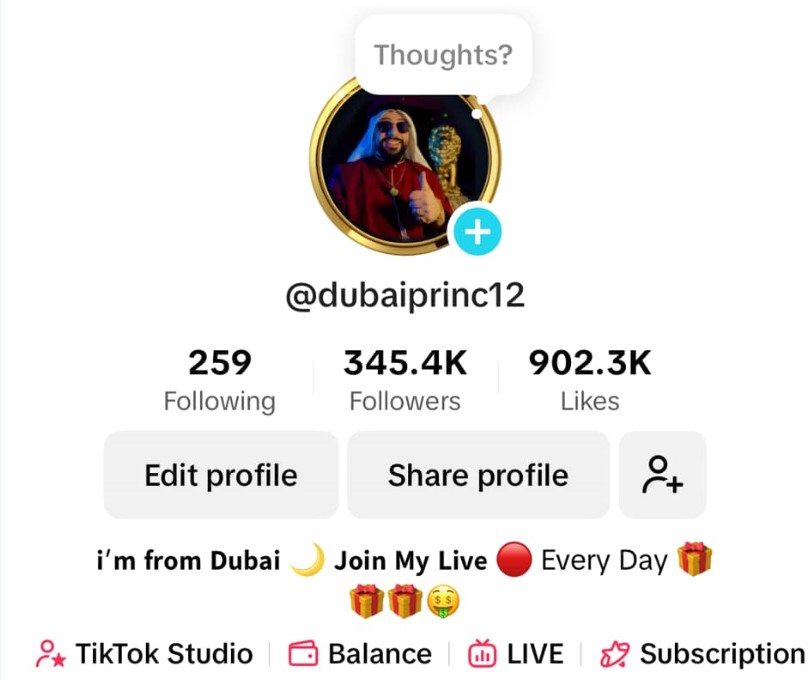 Thoughts?
@dubaiprinc12
259 345.4K 902.3K
Following Followers Likes
Edit profile Share profile
i’m from Dubai 🌙 Join My Live 🔴 Every Day 🎁
🎁🎁🤑
TikTok Studio Balance LIVE Subscription